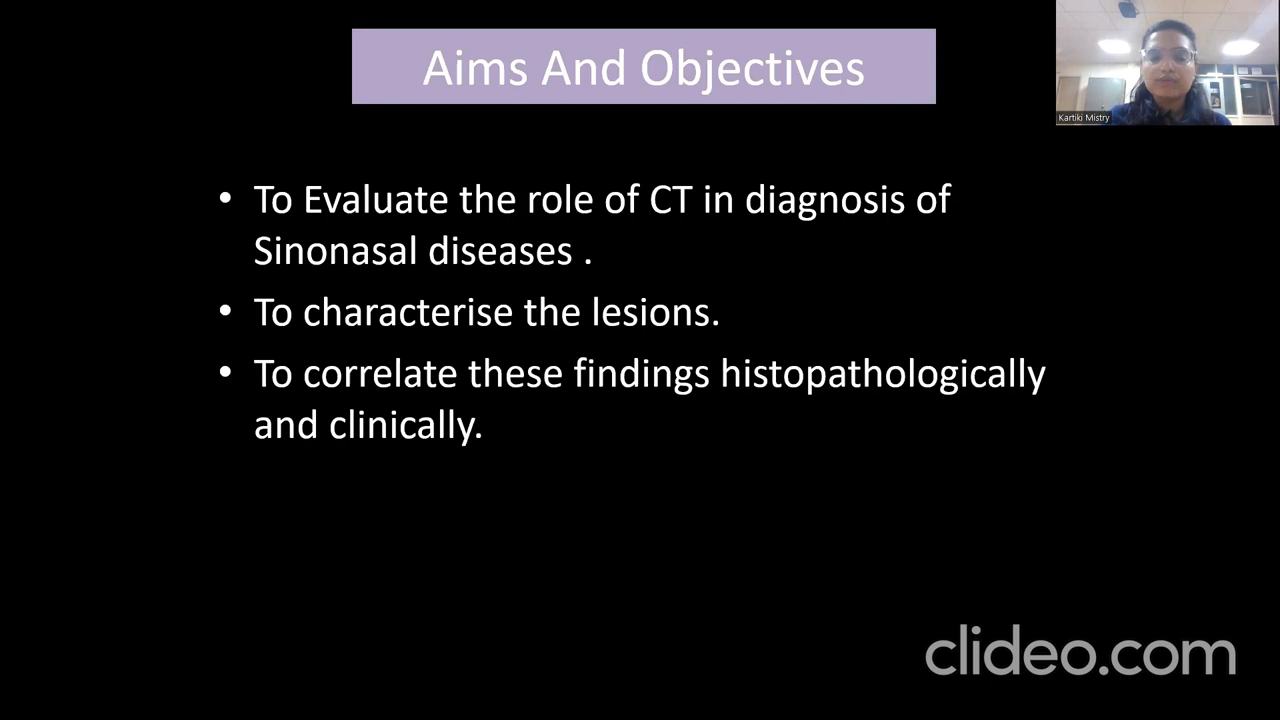 Aims And Objectives
Kartiki Mistry
• To Evaluate the role of CT in diagnosis of
Sinonasal diseases .
• To characterise the lesions.
• To correlate these findings histopathologically
and clinically.
clideo.com